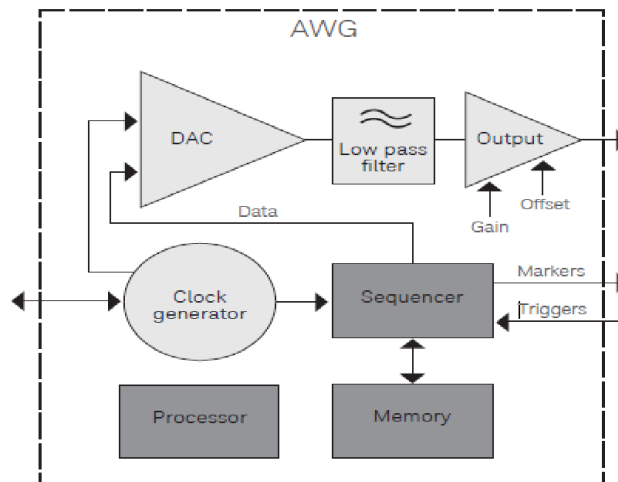 AWG
DAC
Low pass
filter
Output
Offset
Gain
Data
Clock
generator
Sequencer
Markers
Triggers
Processor
Memory